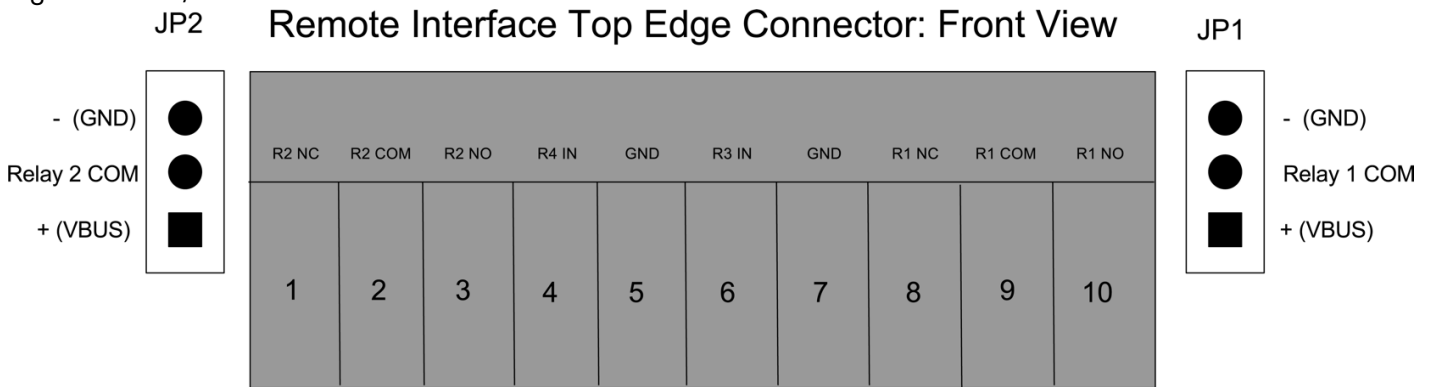 JP2
Remote Interface Top Edge Connector: Front View
JP1
- (GND)
Relay 2 COM
+ (VBUS)
R2 NC R2 COM R2 NO R4 IN GND R3 IN GND R1 NC R1 COM R1 NO
1 2 3 4 5 6 7 8 9 10
- (GND)
Relay 1 COM
+ (VBUS)